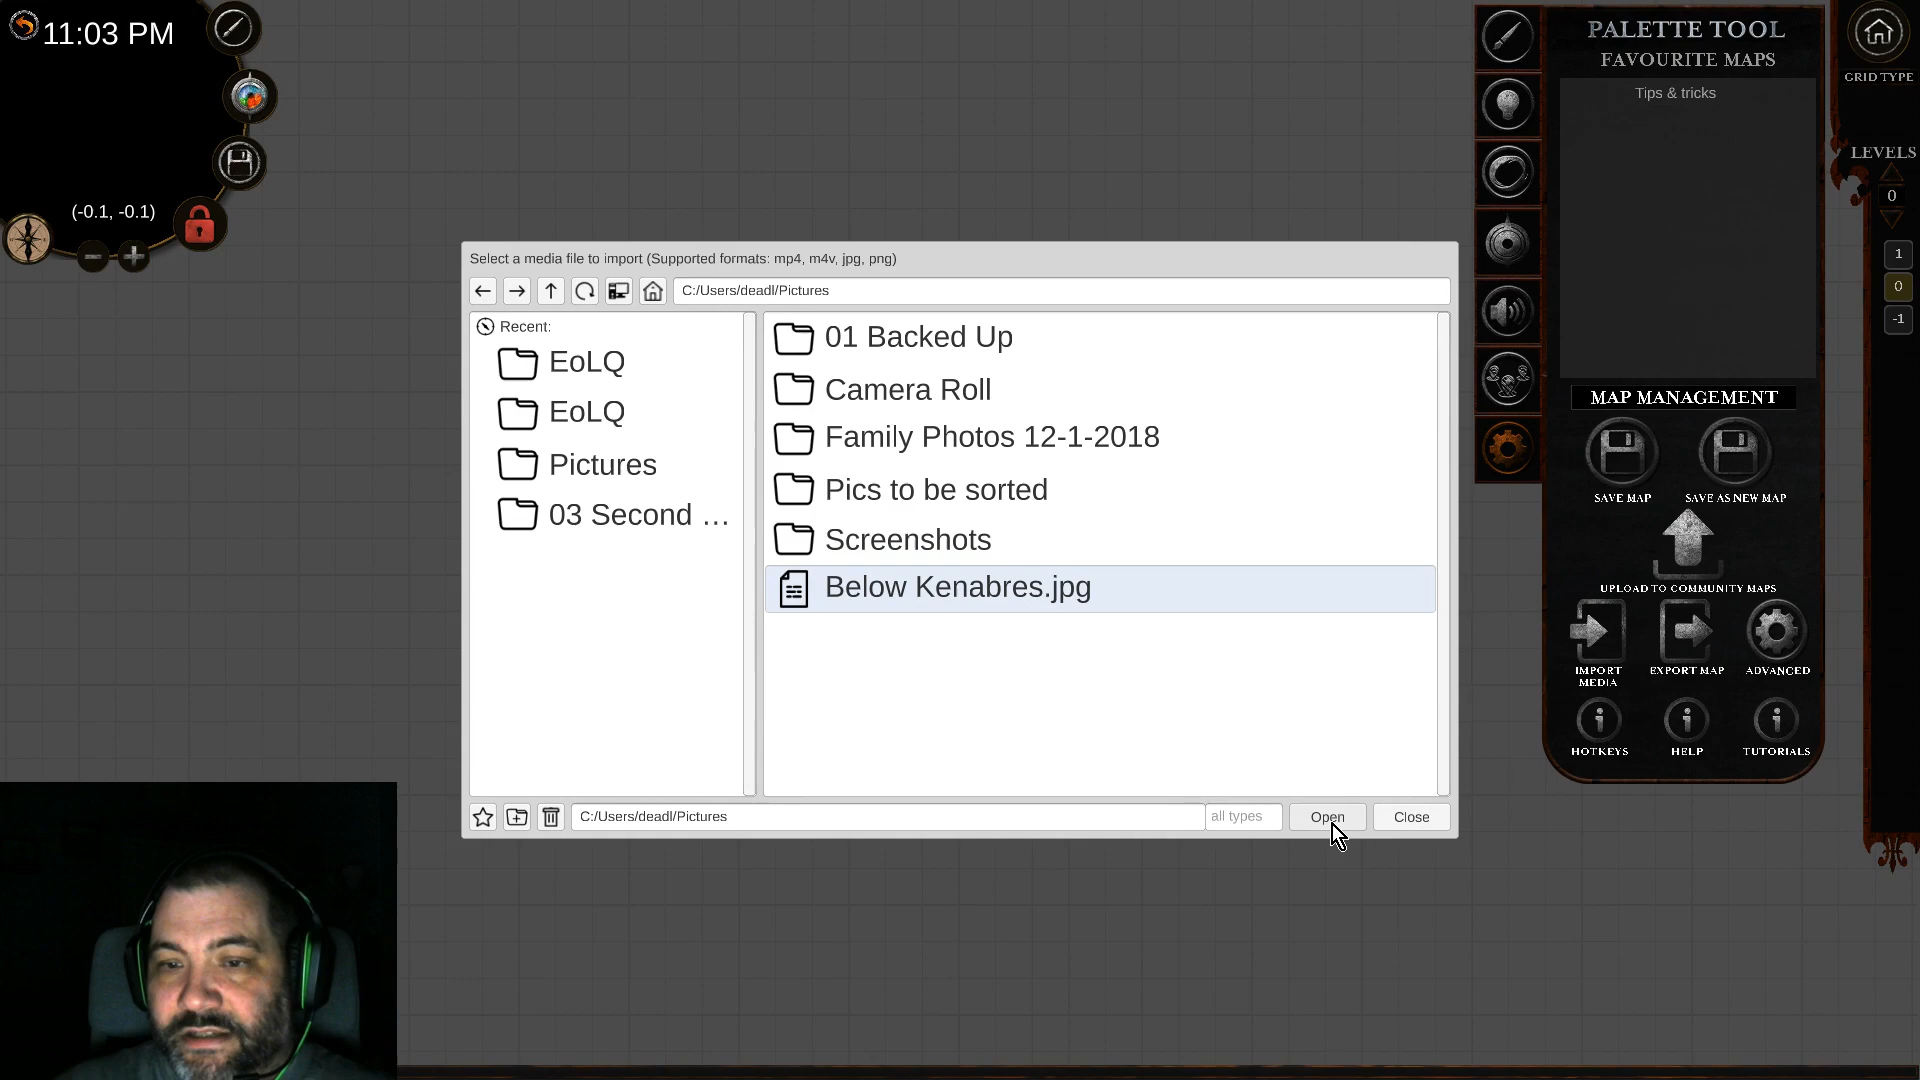 11:03 PM
(-0.1, -0.1)
Select a media file to import (Supported formats: mp4, m4v, jpg, png)
C:/Users/deadl/Pictures
Recent:
EoLQ
EoLQ
Pictures
03 Second ...
01 Backed Up
Camera Roll
Family Photos 12-1-2018
Pics to be sorted
Screenshots
Below Kenabres.jpg
C:/Users/deadl/Pictures
all types
Open
Close
PALETTE TOOL
FAVOURITE MAPS
Tips & tricks
MAP MANAGEMENT
SAVE MAP
SAVE AS NEW MAP
UPLOAD TO COMMUNITY MAPS
IMPORT
MEDIA
EXPORT MAP
ADVANCED
HOTKEYS
HELP
TUTORIALS
GRID TYPE
LEVELS
0
1
0
-1